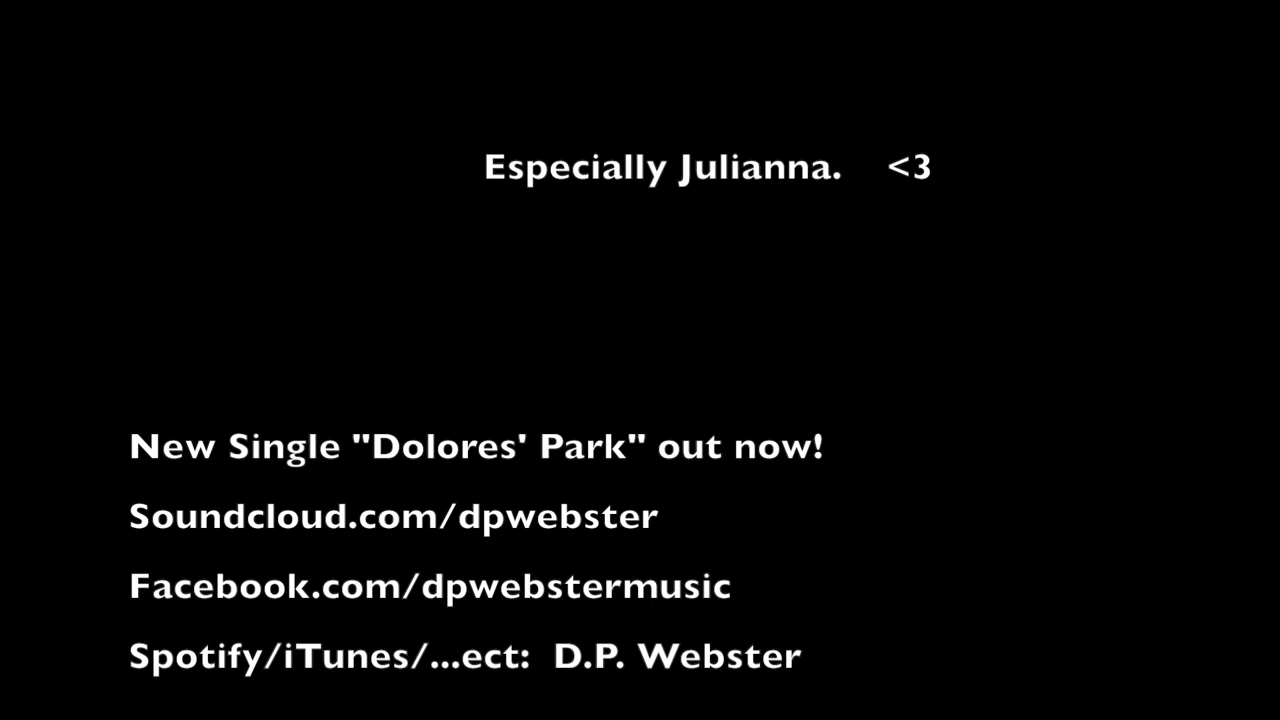 Especially Julianna. <3
New Single "Dolores' Park" out now!
Soundcloud.com/dpwebster
Facebook.com/dpwebstermusic
Spotify/iTunes/...ect: D.P. Webster